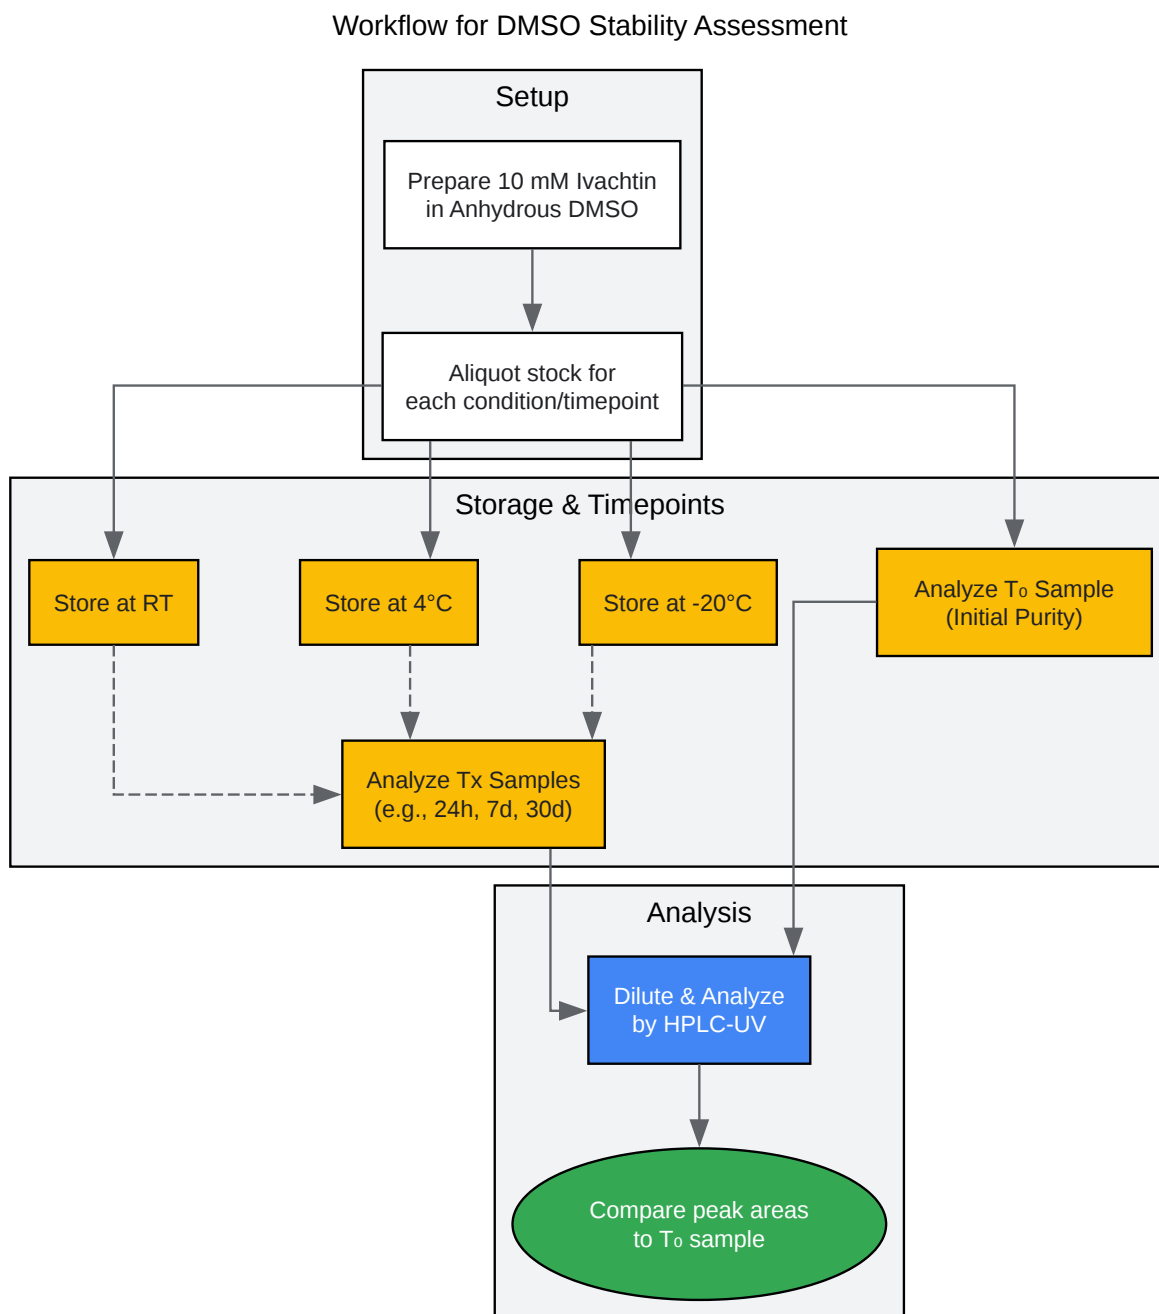 Workflow for DMSO Stability Assessment
Setup
Prepare 10 mM Ivachtin
in Anhydrous DMSO
Aliquot stock for
each condition/timepoint
Storage & Timepoints
Store at RT
Store at 4°C
Store at -20°C
Analyze T₀ Sample
(Initial Purity)
Analyze Tx Samples
(e.g., 24h, 7d, 30d)
Analysis
Dilute & Analyze
by HPLC-UV
Compare peak areas
to T₀ sample